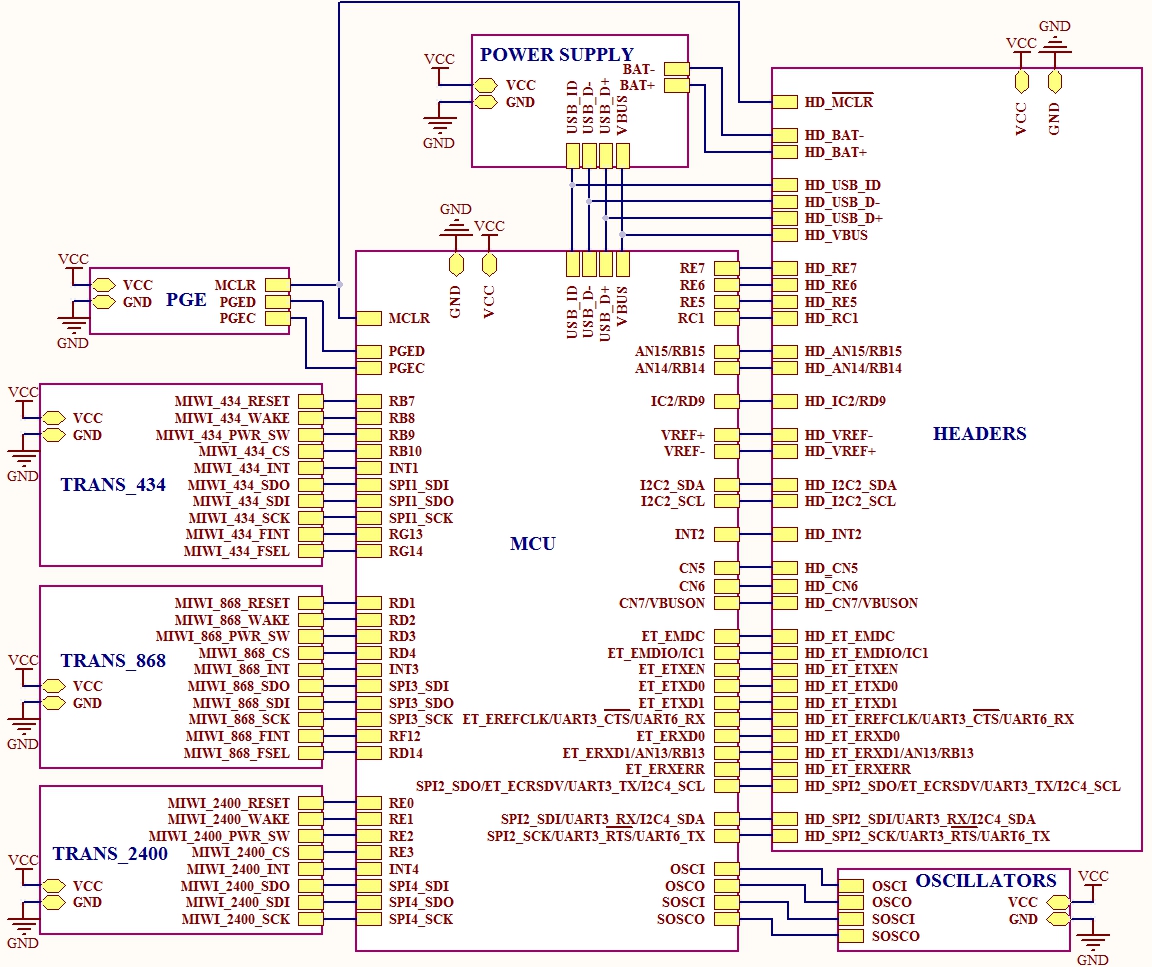 GND
VCC
VCC
GND
POWER SUPPLY
VCC
VCC
GND
GND
BAT-
BAT+
USB_ID
USB_D-
USB_D+
VBUS
HEADERS
HD_MCLR
HD_BAT-
HD_BAT+
HD_USB_ID
HD_USB_D-
HD_USB_D+
HD_VBUS
HD_RE7
HD_RE6
HD_RE5
HD_RC1
HD_AN15/RB15
HD_AN14/RB14
HD_IC2/RD9
HD_VREF-
HD_VREF+
HD_I2C2_SDA
HD_I2C2_SCL
HD_INT2
HD_CN5
HD_CN6
HD_CN7/VBUSON
HD_ET_EMDC
HD_ET_EMDIO/IC1
HD_ET_ETXEN
HD_ET_ETXD0
HD_ET_ETXD1
HD_ET_EREFCLK/UART3_CTS/UART6_RX
HD_ET_ERXD0
HD_ET_ERXD1/AN13/RB13
HD_ET_ERXERR
HD_SPI2_SDO/ET_ECRSDV/UART3_TX/I2C4_SCL
HD_SPI2_SDI/UART3_RX/I2C4_SDA
HD_SPI2_SCK/UART3_RTS/UART6_TX
VCC
VCC
GND
GND
PGE
MCLR
PGED
PGEC
GND
VCC
GND
VCC
USB_ID
USB_D-
USB_D+
VBUS
MCU
MCLR
PGED
PGEC
RB7
RB8
RB9
RB10
INT1
SPI1_SDI
SPI1_SDO
SPI1_SCK
RG13
RG14
RD1
RD2
RD3
RD4
INT3
SPI3_SDI
SPI3_SDO
SPI3_SCK
RF12
RD14
RE0
RE1
RE2
RE3
INT4
SPI4_SDI
SPI4_SDO
SPI4_SCK
RE7
RE6
RE5
RC1
AN15/RB15
AN14/RB14
IC2/RD9
VREF+
VREF-
I2C2_SDA
I2C2_SCL
INT2
CN5
CN6
CN7/VBUSON
ET_EMDC
ET_EMDIO/IC1
ET_ETXEN
ET_ETXD0
ET_ETXD1
ET_EREFCLK/UART3_CTS/UART6_RX
ET_ERXD0
ET_ERXD1/AN13/RB13
ET_ERXERR
SPI2_SDO/ET_ECRSDV/UART3_TX/I2C4_SCL
SPI2_SDI/UART3_RX/I2C4_SDA
SPI2_SCK/UART3_RTS/UART6_TX
OSCI
OSCO
SOSCI
SOSCO
VCC
VCC
GND
GND
TRANS_434
MIWI_434_RESET
MIWI_434_WAKE
MIWI_434_PWR_SW
MIWI_434_CS
MIWI_434_INT
MIWI_434_SDO
MIWI_434_SDI
MIWI_434_SCK
MIWI_434_FINT
MIWI_434_FSEL
VCC
VCC
GND
GND
TRANS_868
MIWI_868_RESET
MIWI_868_WAKE
MIWI_868_PWR_SW
MIWI_868_CS
MIWI_868_INT
MIWI_868_SDO
MIWI_868_SDI
MIWI_868_SCK
MIWI_868_FINT
MIWI_868_FSEL
VCC
VCC
GND
GND
TRANS_2400
MIWI_2400_RESET
MIWI_2400_WAKE
MIWI_2400_PWR_SW
MIWI_2400_CS
MIWI_2400_INT
MIWI_2400_SDO
MIWI_2400_SDI
MIWI_2400_SCK
OSCILLATORS
OSCI
OSCO
SOSCI
SOSCO
VCC
GND
VCC
GND